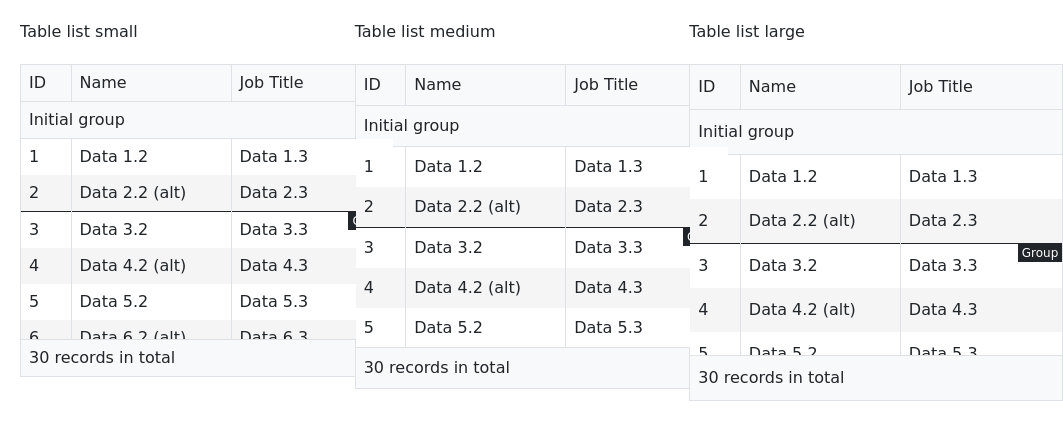 Table list small
ID Name Job Title
Initial group
1 Data 1.2 Data 1.3
2 Data 2.2 (alt) Data 2.3
3 Data 3.2 Data 3.3
4 Data 4.2 (alt) Data 4.3
5 Data 5.2 Data 5.3
6 Data 6.2 (alt) Data 6.3
30 records in total
Table list medium
ID Name Job Title
Initial group
1 Data 1.2 Data 1.3
2 Data 2.2 (alt) Data 2.3
3 Data 3.2 Data 3.3
4 Data 4.2 (alt) Data 4.3
5 Data 5.2 Data 5.3
30 records in total
Table list large
ID Name Job Title
Initial group
1 Data 1.2 Data 1.3
2 Data 2.2 (alt) Data 2.3
Group
3 Data 3.2 Data 3.3
4 Data 4.2 (alt) Data 4.3
5 Data 5.2 Data 5.3
30 records in total